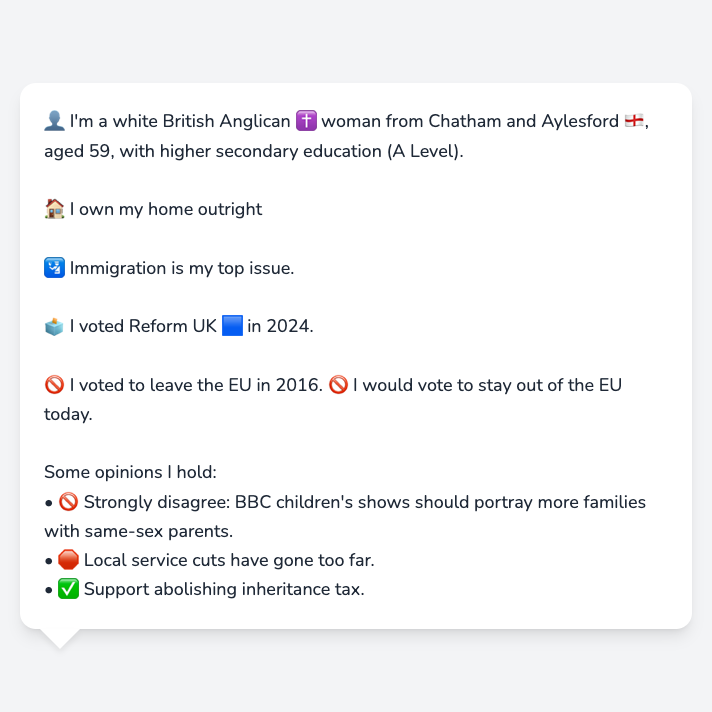 👤 I'm a white British Anglican ✝️ woman from Chatham and Aylesford 🏴󠁧󠁢󠁥󠁮󠁧󠁿,
aged 59, with higher secondary education (A Level).
🏠 I own my home outright
🛂 Immigration is my top issue.
🗳️ I voted Reform UK 🟦 in 2024.
🚫 I voted to leave the EU in 2016. 🚫 I would vote to stay out of the EU
today.
Some opinions I hold:
• 🚫 Strongly disagree: BBC children's shows should portray more families
with same-sex parents.
• 🛑 Local service cuts have gone too far.
• ✅ Support abolishing inheritance tax.